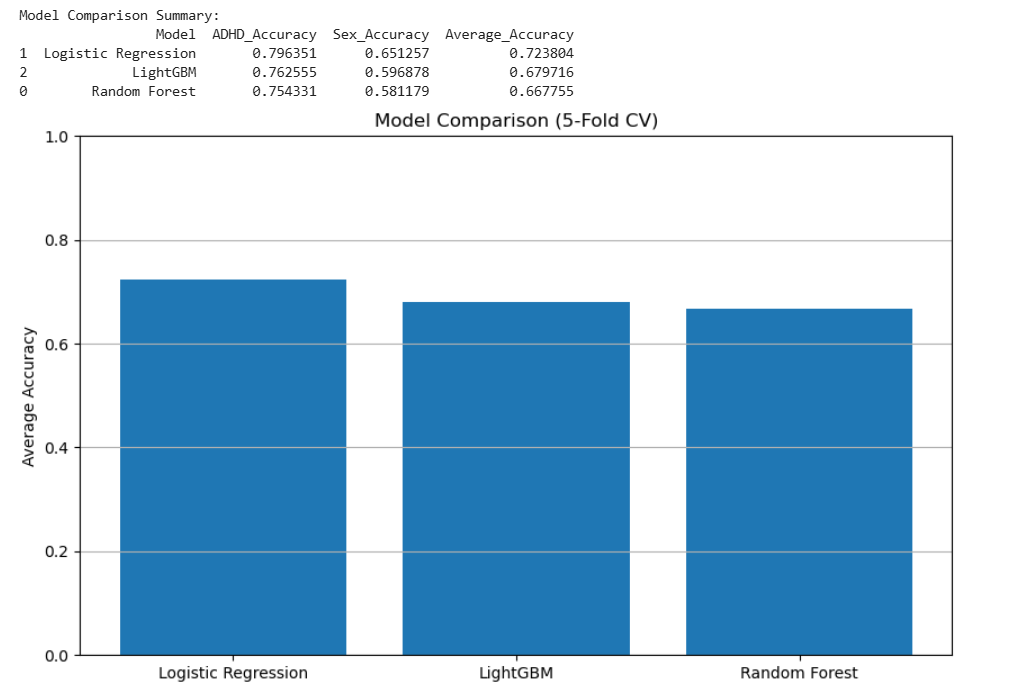 Model Comparison Summary:
Model ADHD_Accuracy Sex_Accuracy Average_Accuracy
1 Logistic Regression 0.796351 0.651257 0.723804
2 LightGBM 0.762555 0.596878 0.679716
0 Random Forest 0.754331 0.581179 0.667755
Model Comparison (5-Fold CV)
1.0
0.8
0.6
0.4
0.2
0.0
Average Accuracy
Logistic Regression LightGBM Random Forest